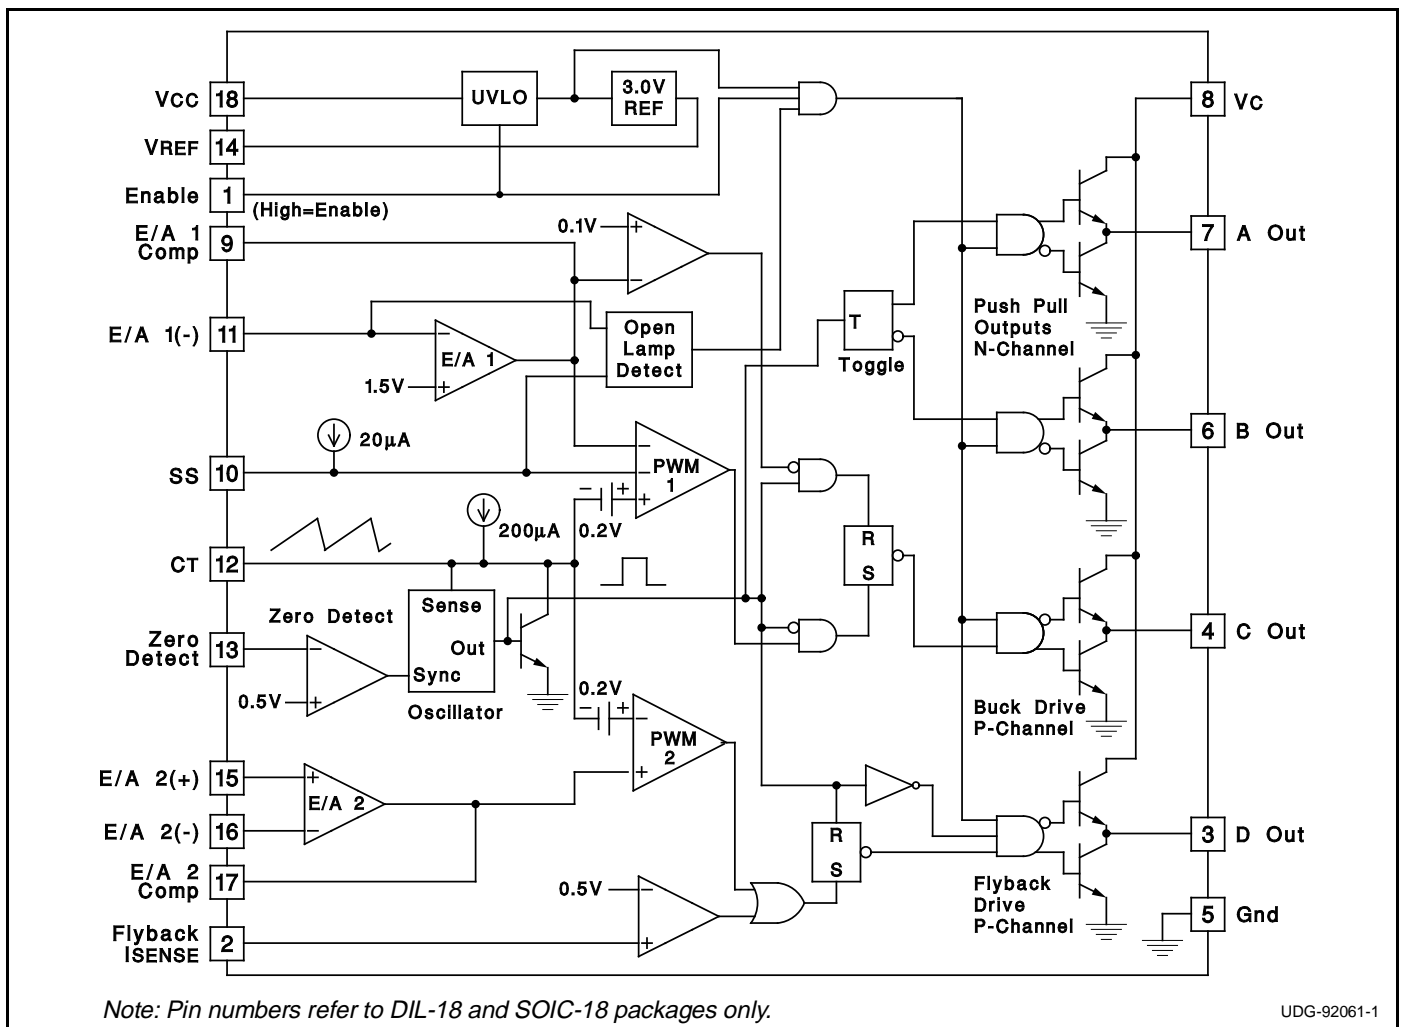 VCC 18
UVLO
3.0V
REF
8 VC
VREF 14
Enable 1
(High=Enable)
E/A 1
Comp 9
0.1V
+
−
7 A Out
E/A 1(-) 11
−
E/A 1
1.5V +
Open
Lamp
Detect
T
Toggle
Push Pull
Outputs
N-Channel
20µA
SS 10
−
−
+
PWM
1
6 B Out
200µA
− +
0.2V
CT 12
R
S
Sense
Out
Sync
Oscillator
Zero Detect
Zero
Detect 13
−
0.5V +
4 C Out
Buck Drive
P-Channel
0.2V
− +
−
PWM
2
+
E/A 2(+) 15
+
E/A 2
−
E/A 2(-) 16
E/A 2
Comp 17
R
S
3 D Out
Flyback
Drive
P-Channel
0.5V −
+
Flyback
ISENSE 2
5 Gnd
Note: Pin numbers refer to DIL-18 and SOIC-18 packages only.
UDG-92061-1